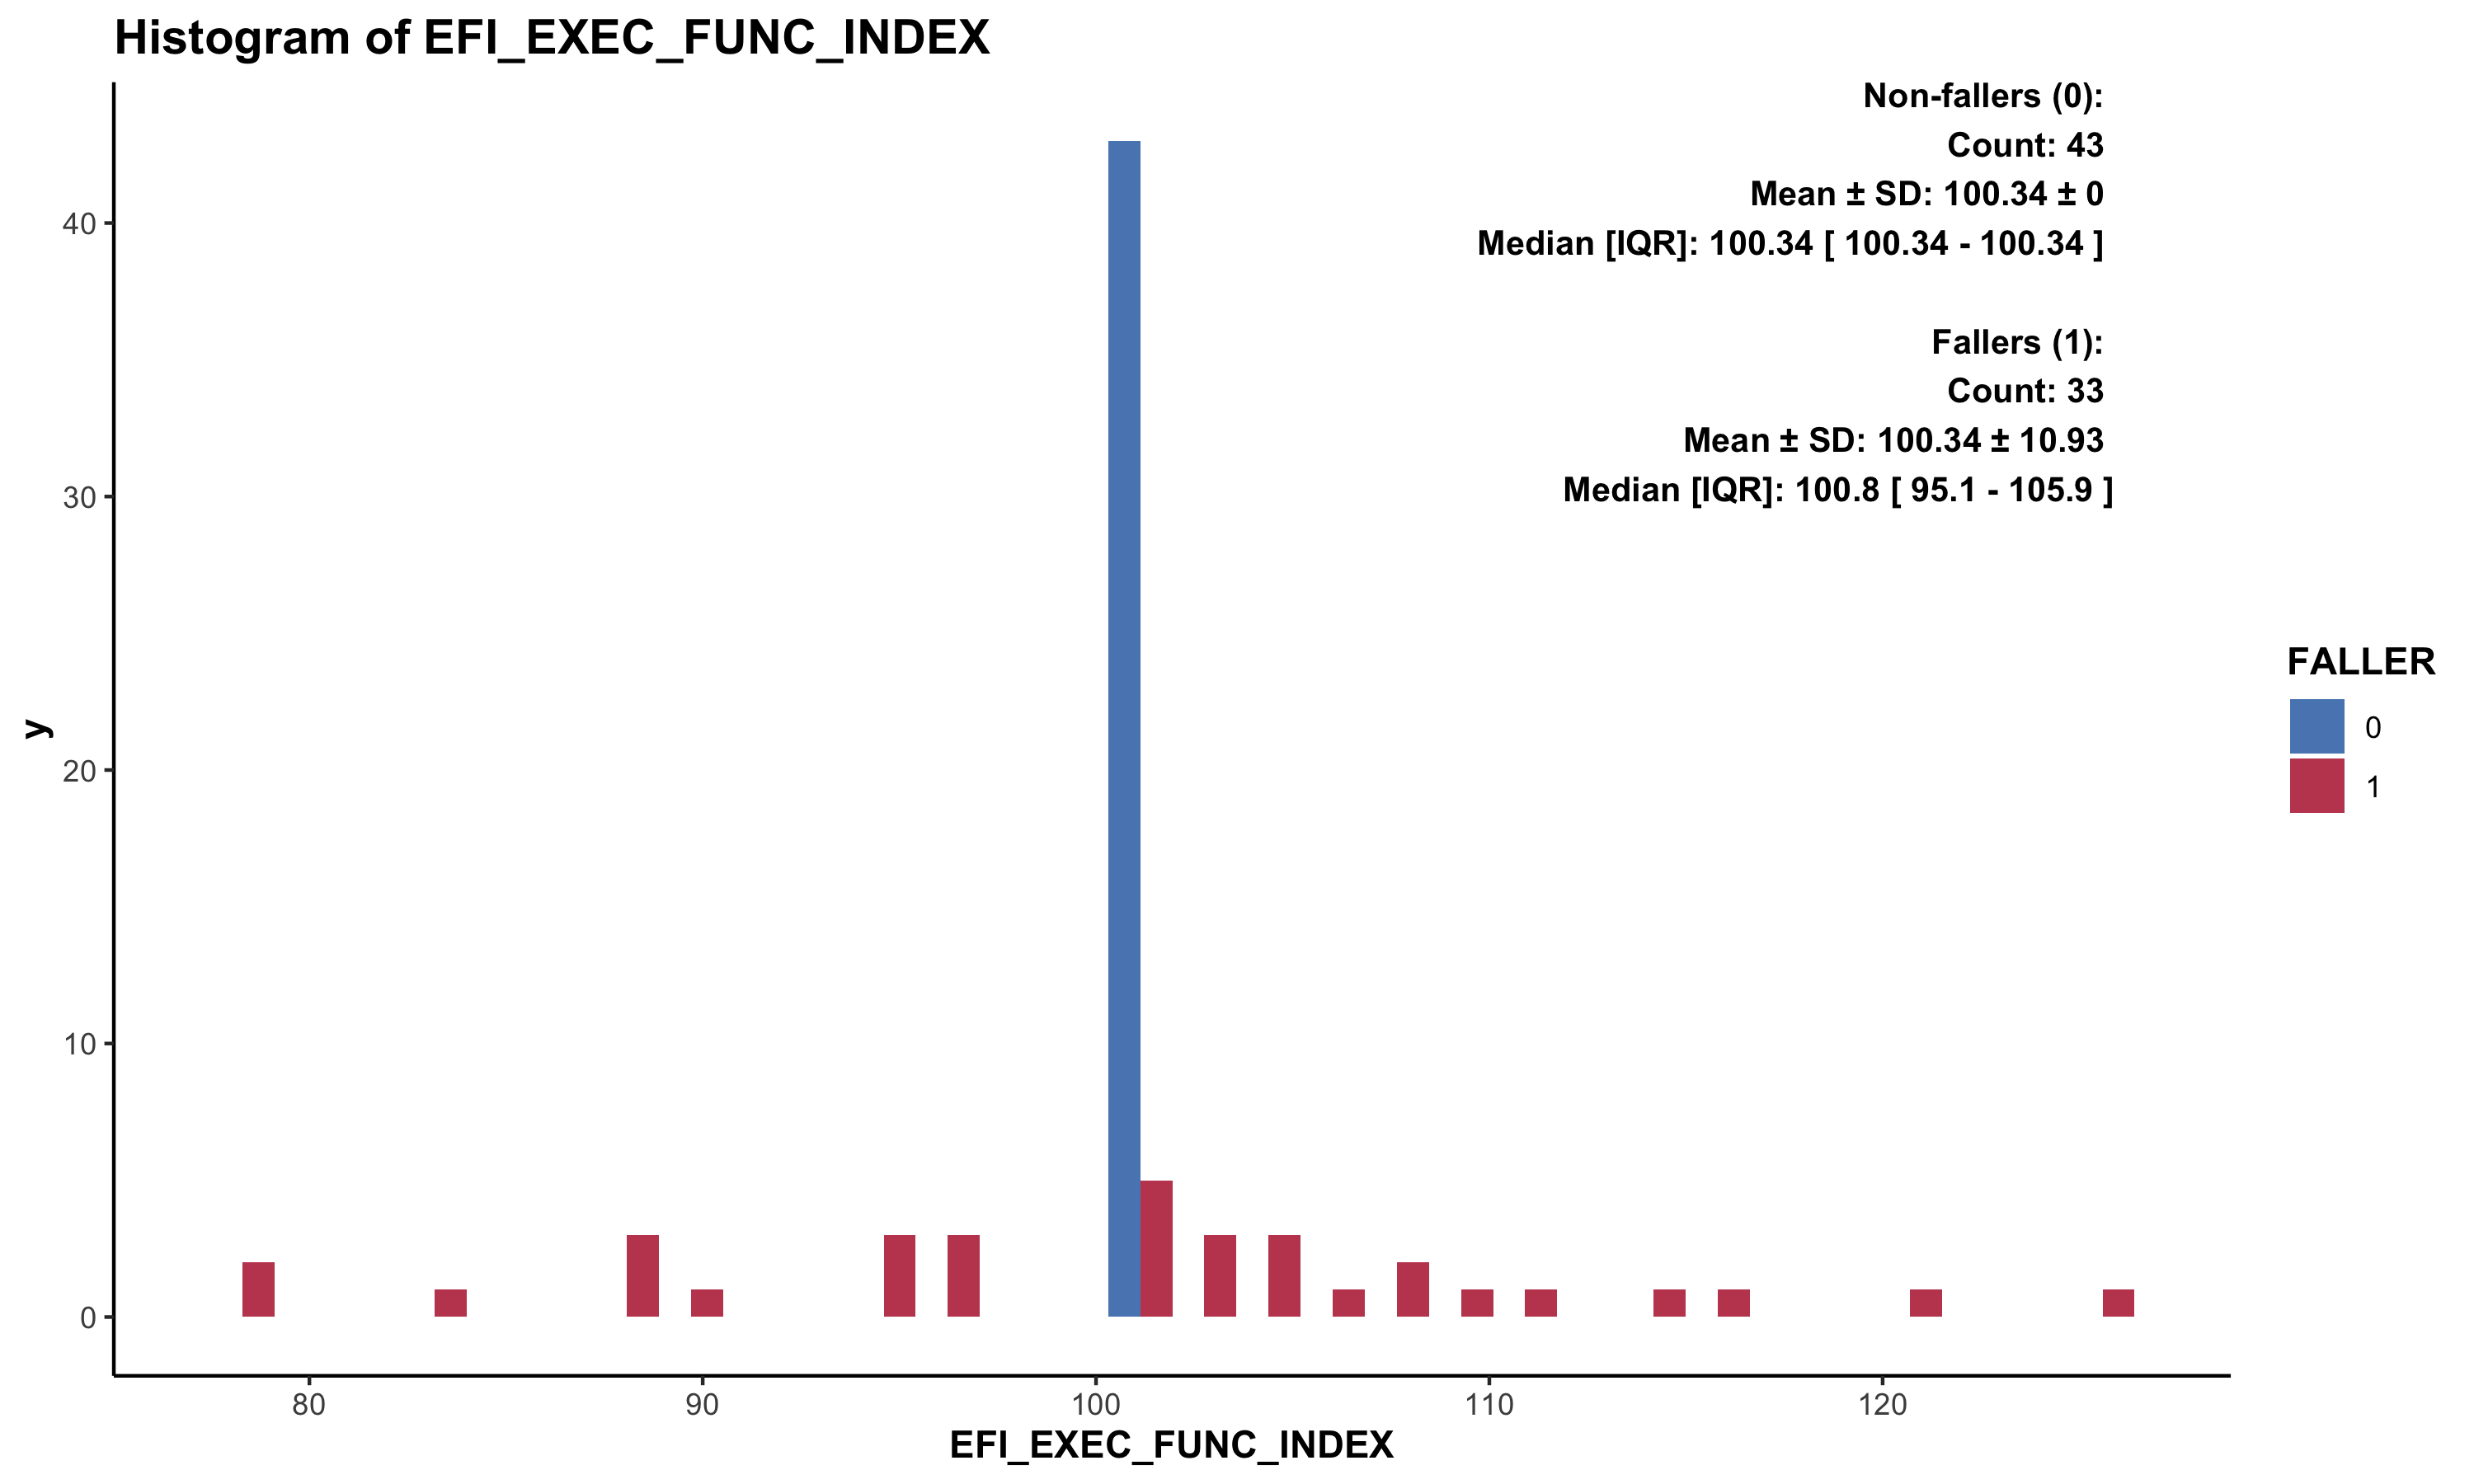 Histogram of EFI_EXEC_FUNC_INDEX
Non-fallers (0):
Count: 43
Mean ± SD: 100.34 ± 0
Median [IQR]: 100.34 [ 100.34 - 100.34 ]
Fallers (1):
Count: 33
Mean ± SD: 100.34 ± 10.93
Median [IQR]: 100.8 [ 95.1 - 105.9 ]
y
40
30
20
10
0
80 90 100 110 120
EFI_EXEC_FUNC_INDEX
FALLER
0
1